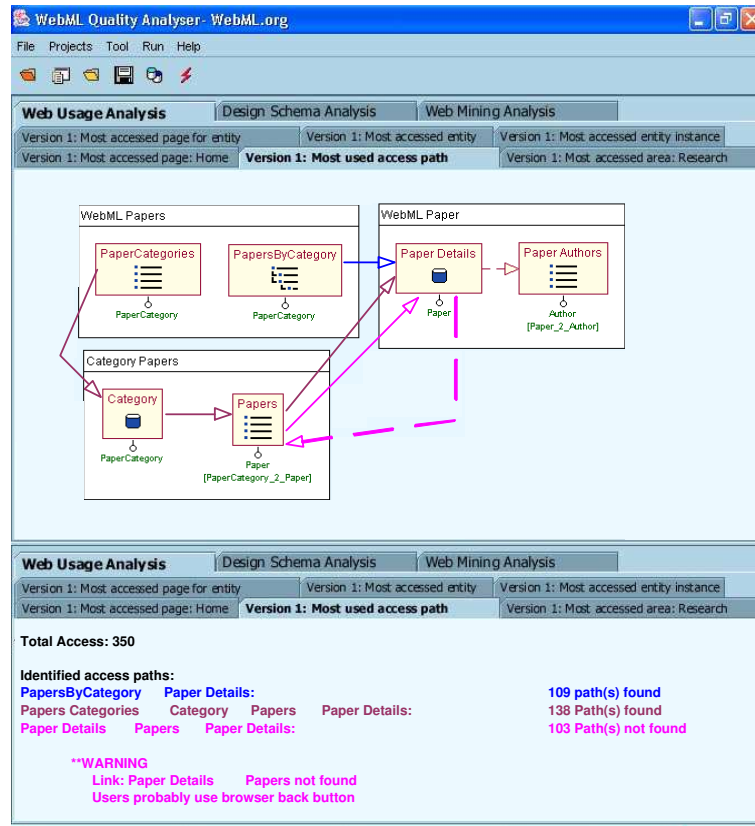 WebML Quality Analyser- WebML.org
File Projects Tool Run Help
Web Usage Analysis Design Schema Analysis Web Mining Analysis
Version 1: Most accessed page for entity Version 1: Most accessed entity Version 1: Most accessed entity instance
Version 1: Most accessed page: Home Version 1: Most used access path Version 1: Most accessed area: Research
WebML Papers WebML Paper
PaperCategories PapersByCategory Paper Details Paper Authors
PaperCategory PaperCategory Paper Author
[Paper_2_Author]
Category Papers
Category Papers
PaperCategory Paper
[PaperCategory_2_Paper]
Web Usage Analysis Design Schema Analysis Web Mining Analysis
Version 1: Most accessed page for entity Version 1: Most accessed entity Version 1: Most accessed entity instance
Version 1: Most accessed page: Home Version 1: Most used access path Version 1: Most accessed area: Research
Total Access: 350
Identified access paths:
PapersByCategory Paper Details: 109 path(s) found
Papers Categories Category Papers Paper Details: 138 Path(s) found
Paper Details Papers Paper Details: 103 Path(s) not found
**WARNING
Link: Paper Details Papers not found
Users probably use browser back button